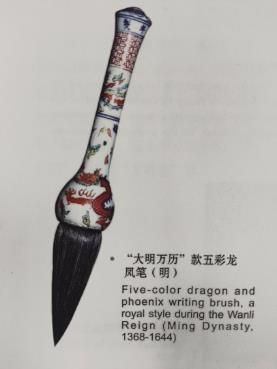 • “大明万历”款五彩龙
凤笔（明）
Five-color dragon and
phoenix writing brush, a
royal style during the Wanli
Reign (Ming Dynasty,
1368-1644)